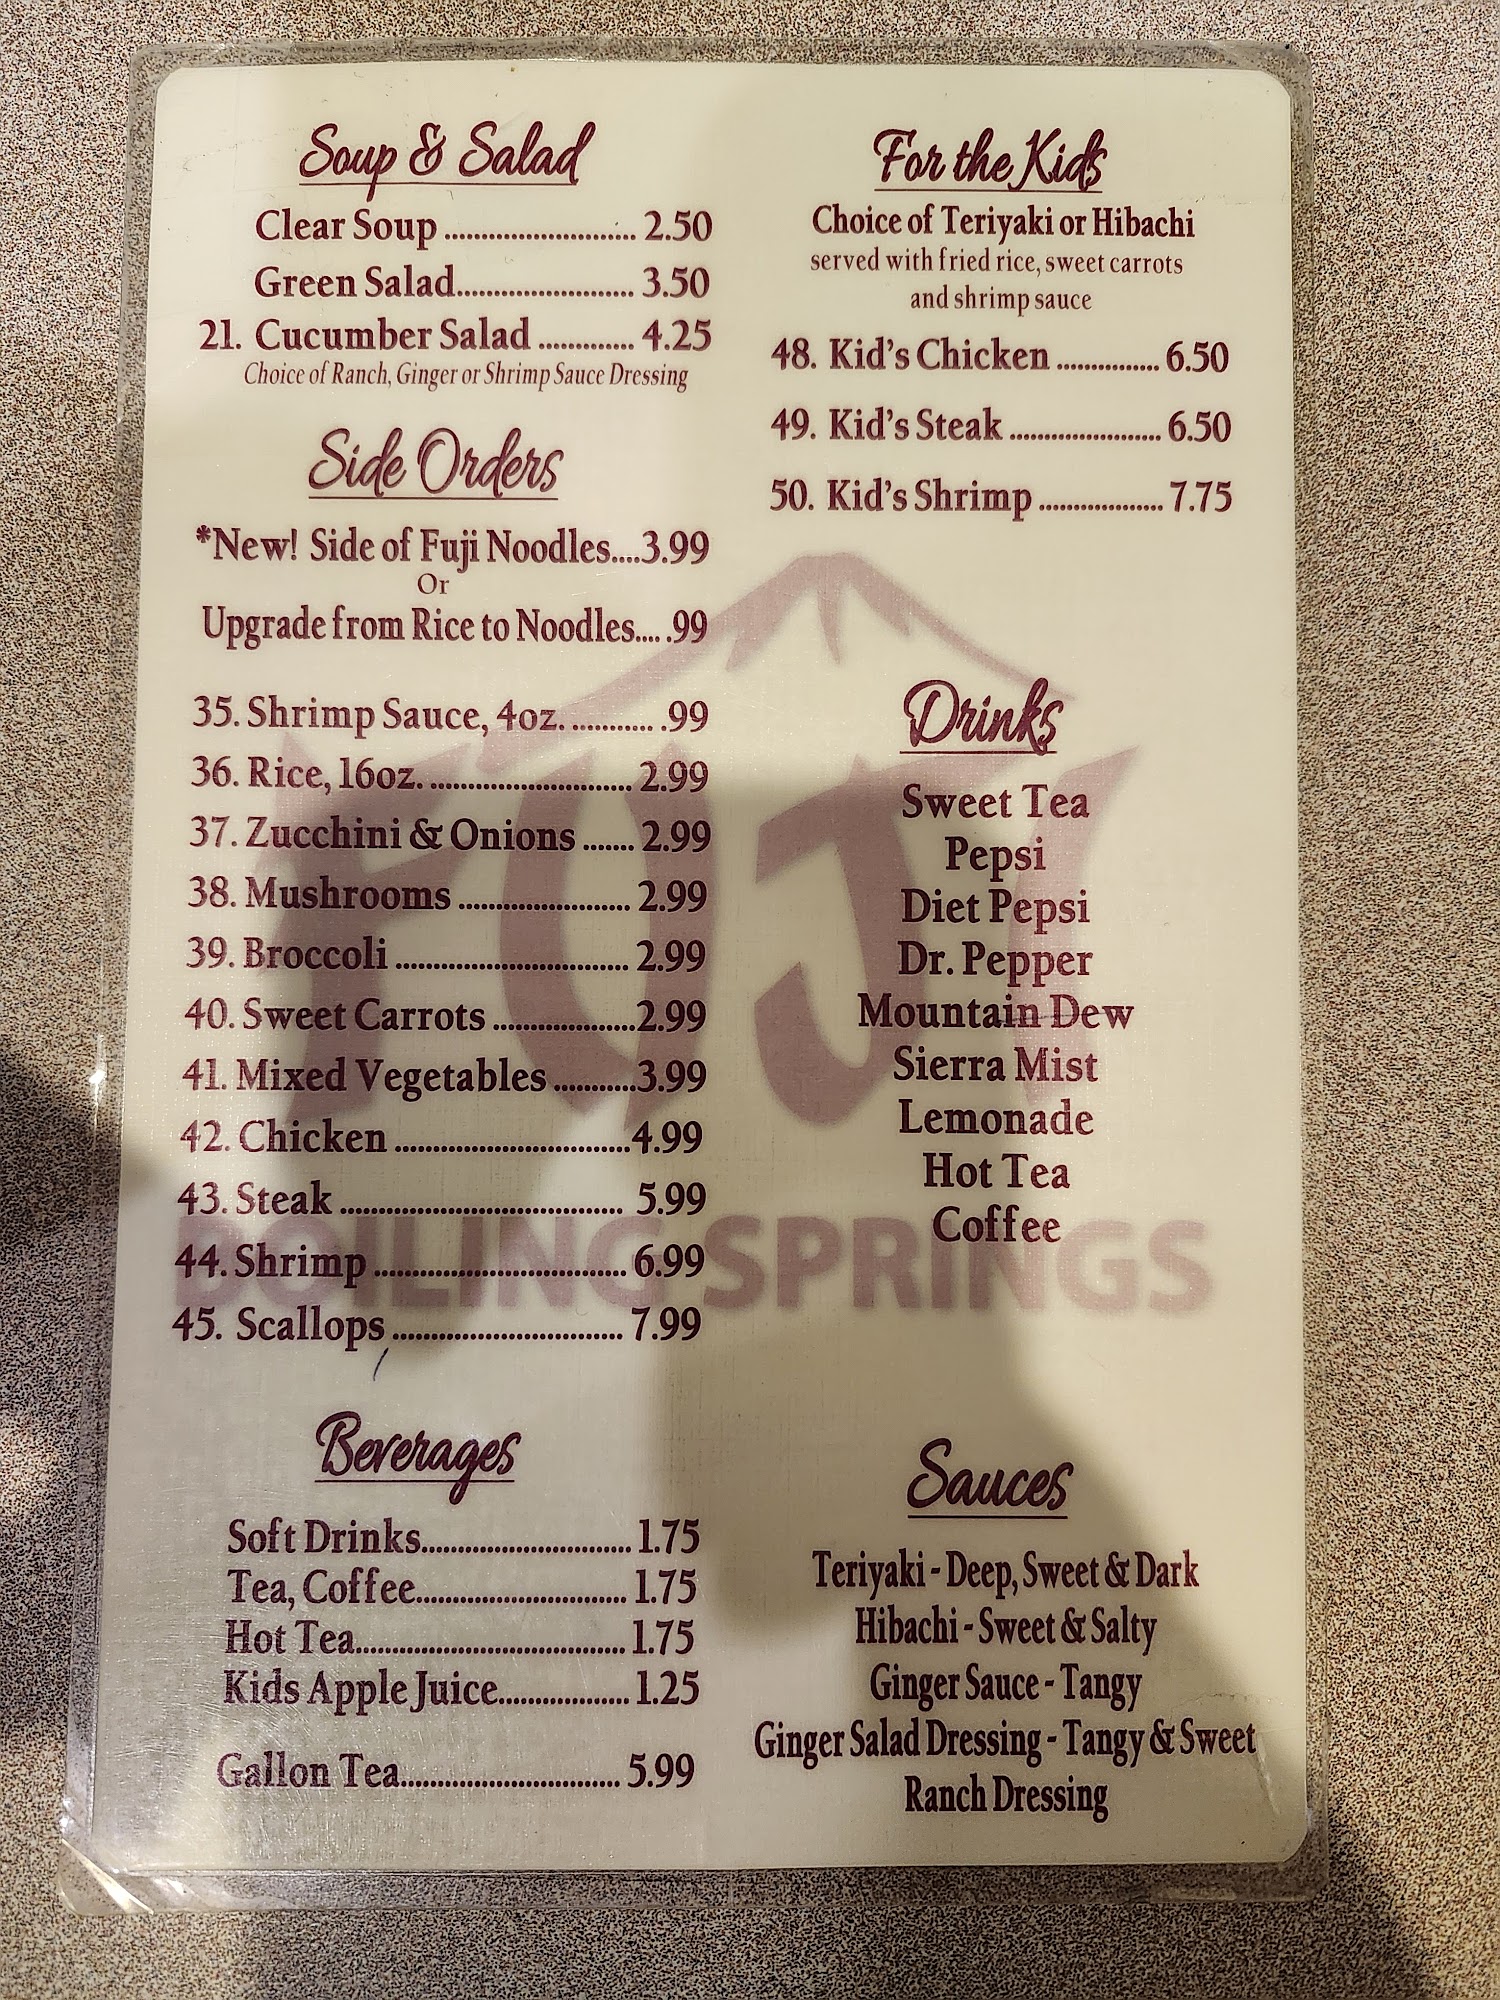 Soup & Salad
Clear Soup .......................... 2.50
Green Salad......................... 3.50
21. Cucumber Salad ............. 4.25
Choice of Ranch, Ginger or Shrimp Sauce Dressing
Side Orders
*New! Side of Fuji Noodles....3.99
Or
Upgrade from Rice to Noodles.... .99
35. Shrimp Sauce, 4oz. ............ .99
36. Rice, 16oz. ............................. 2.99
37. Zucchini & Onions ....... 2.99
38. Mushrooms ......................... 2.99
39. Broccoli .................................. 2.99
40. Sweet Carrots ....................2.99
41. Mixed Vegetables ............3.99
42. Chicken ..................................4.99
43. Steak ......................................... 5.99
44. Shrimp .................................... 6.99
45. Scallops ................................. 7.99
Beverages
Soft Drinks.............................. 1.75
Tea, Coffee.............................. 1.75
Hot Tea....................................... 1.75
Kids Apple Juice................... 1.25
Gallon Tea................................ 5.99
For the Kids
Choice of Teriyaki or Hibachi
served with fried rice, sweet carrots
and shrimp sauce
48. Kid's Chicken ............... 6.50
49. Kid's Steak ...................... 6.50
50. Kid's Shrimp .................. 7.75
Drinks
Sweet Tea
Pepsi
Diet Pepsi
Dr. Pepper
Mountain Dew
Sierra Mist
Lemonade
Hot Tea
Coffee
Sauces
Teriyaki - Deep, Sweet & Dark
Hibachi - Sweet & Salty
Ginger Sauce - Tangy
Ginger Salad Dressing - Tangy & Sweet
Ranch Dressing
FUJI
BOILING SPRINGS